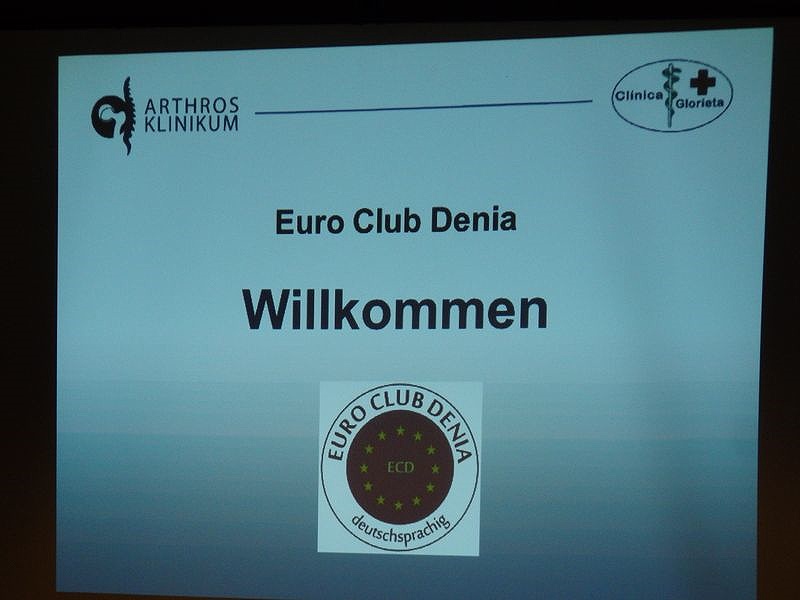 ARTHROS
KLINIKUM
Clínica
Glorieta
Euro Club Denia
Willkommen
EURO CLUB DENIA
ECD
deutschsprachig